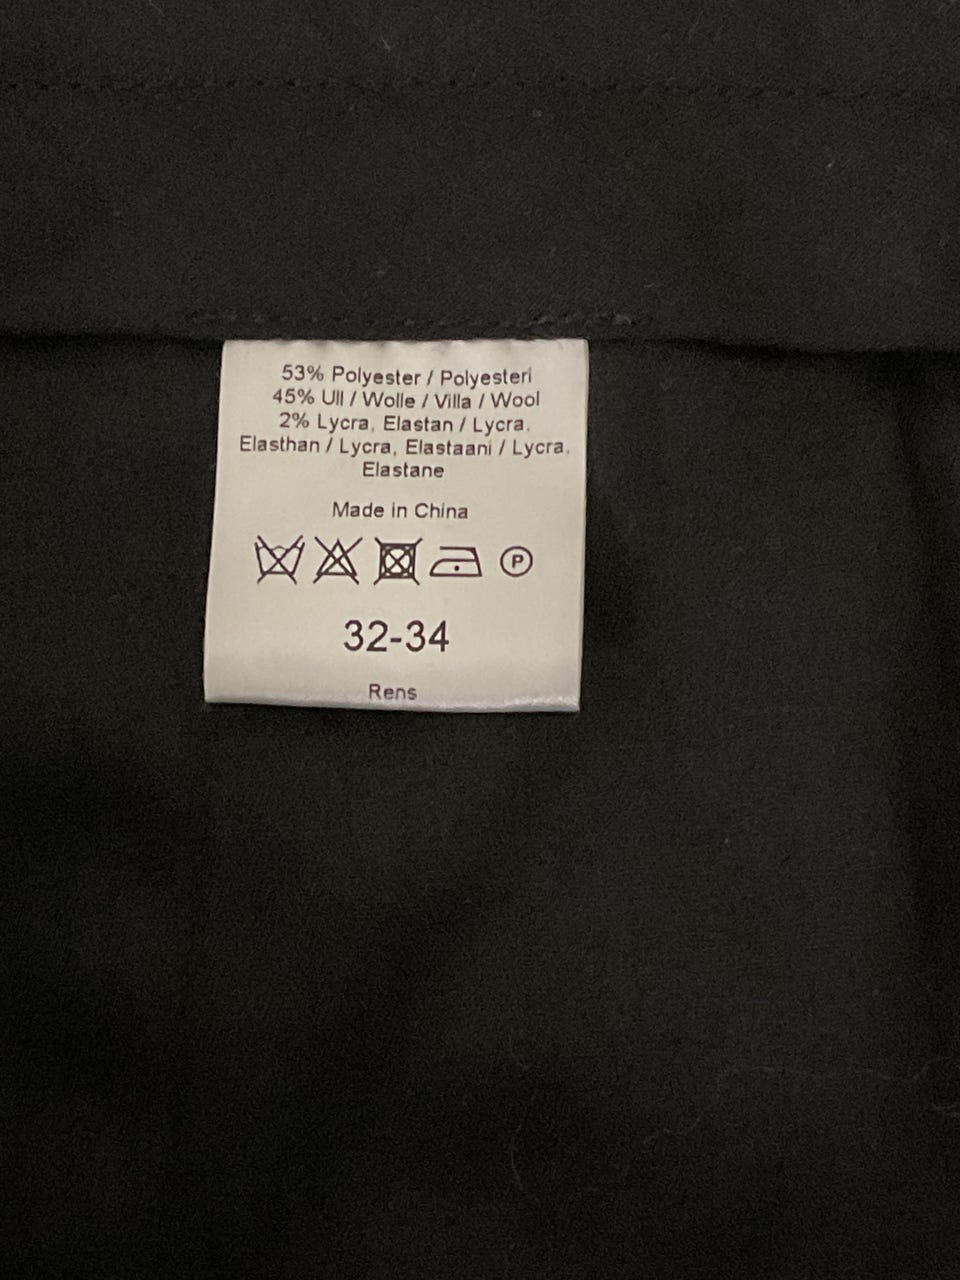 53% Polyester / Polyesteri
45% Ull / Wolle / Villa / Wool
2% Lycra, Elastan / Lycra,
Elasthan / Lycra, Elastaani / Lycra,
Elastane
Made in China
P
32-34
Rens